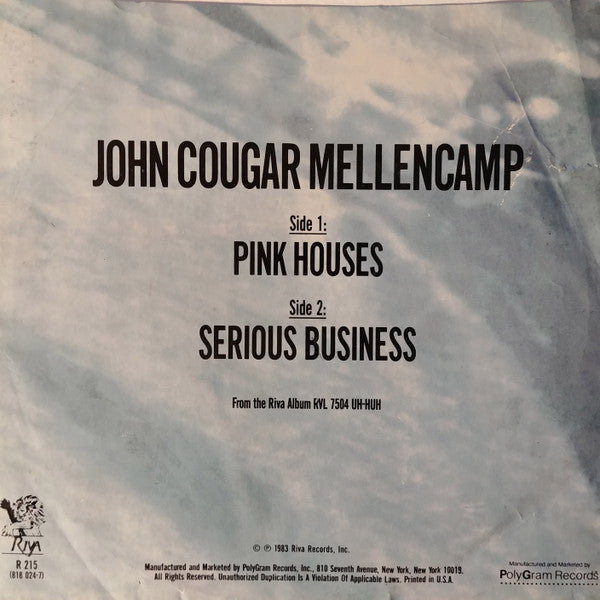 JOHN COUGAR MELLENCAMP
Side 1:
PINK HOUSES
Side 2:
SERIOUS BUSINESS
From the Riva Album RVL 7504 UH-HUH
RIVA
R 215
(818 024-7)
© ℗ 1983 Riva Records, Inc.
Manufactured and Marketed by PolyGram Records, Inc., 810 Seventh Avenue, New York, New York 10019.
All Rights Reserved. Unauthorized Duplication Is A Violation Of Applicable Laws. Printed in U.S.A.
Manufactured and Marketed by
PolyGram Records